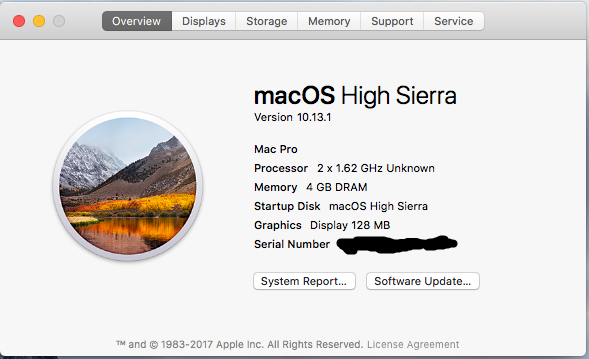 Overview Displays Storage Memory Support Service
macOS High Sierra
Version 10.13.1
Mac Pro
Processor 2 x 1.62 GHz Unknown
Memory 4 GB DRAM
Startup Disk macOS High Sierra
Graphics Display 128 MB
Serial Number
System Report... Software Update...
™ and © 1983-2017 Apple Inc. All Rights Reserved. License Agreement